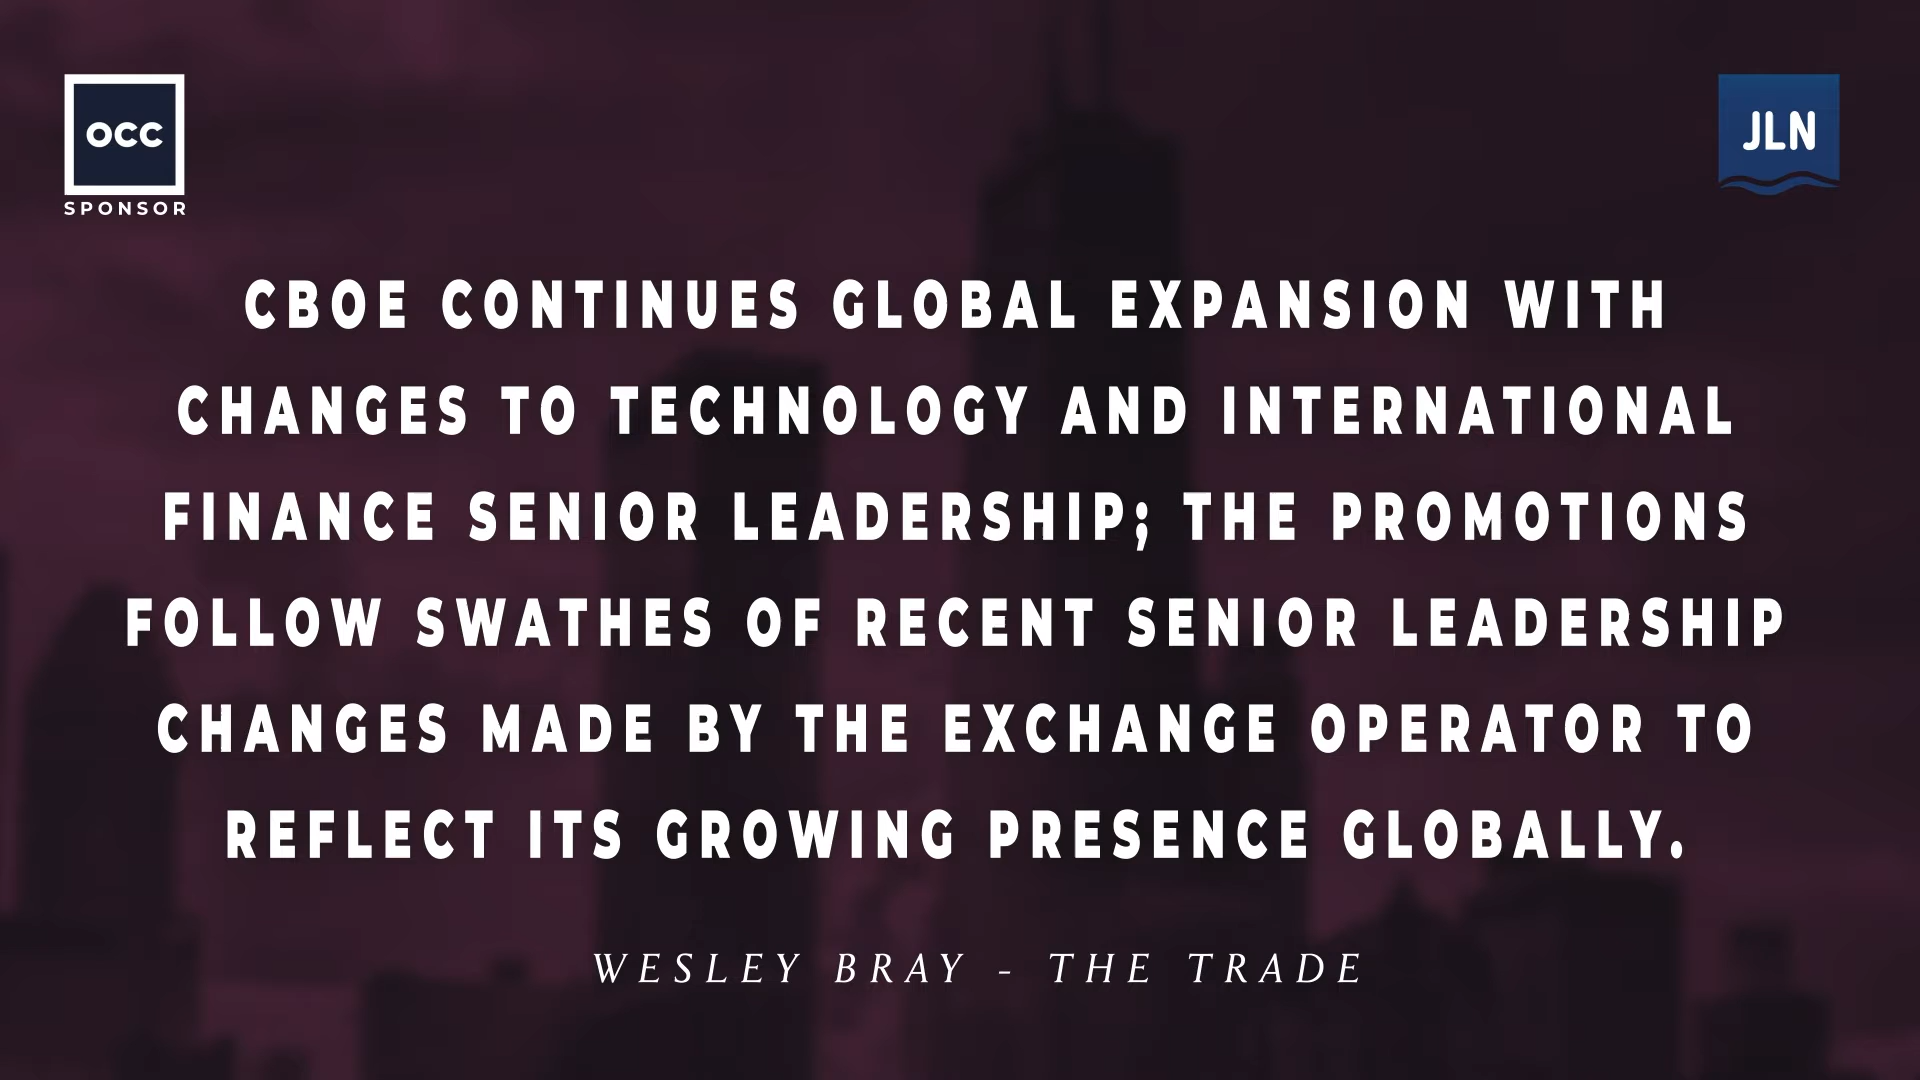 OCC
SPONSOR
JLN
CBOE CONTINUES GLOBAL EXPANSION WITH
CHANGES TO TECHNOLOGY AND INTERNATIONAL
FINANCE SENIOR LEADERSHIP; THE PROMOTIONS
FOLLOW SWATHES OF RECENT SENIOR LEADERSHIP
CHANGES MADE BY THE EXCHANGE OPERATOR TO
REFLECT ITS GROWING PRESENCE GLOBALLY.
WESLEY BRAY - THE TRADE